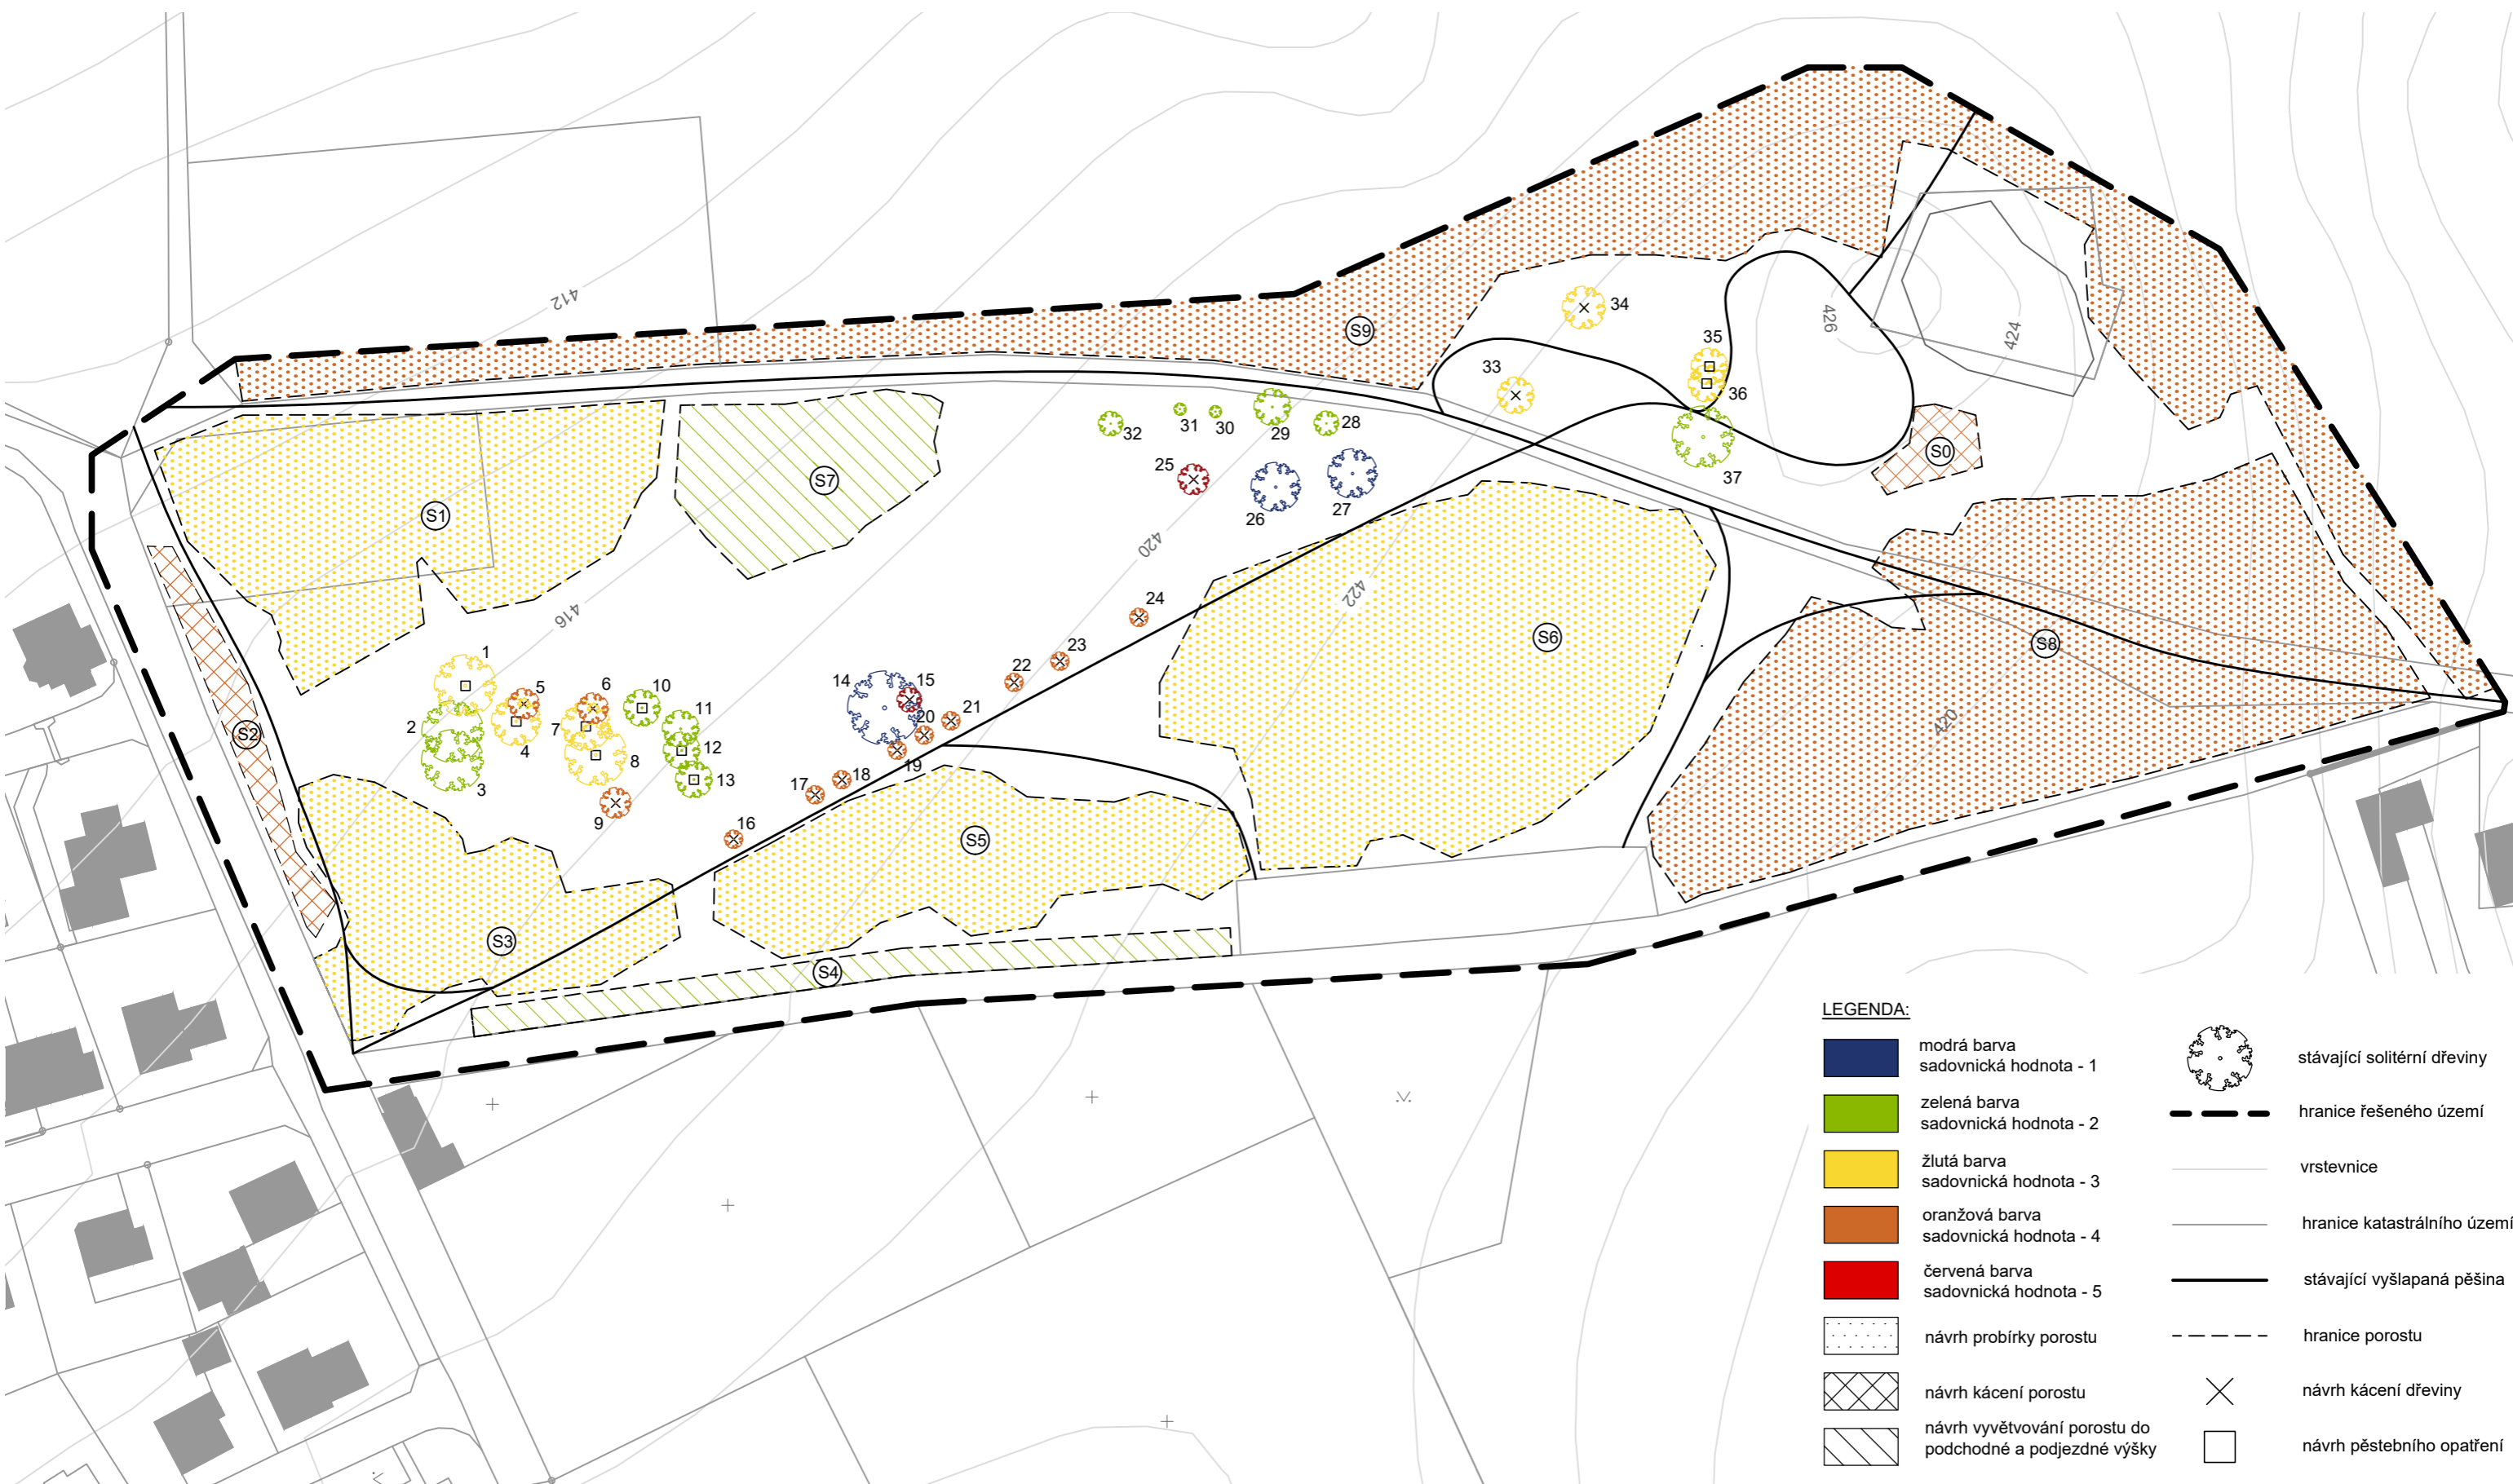 412
S9
34
426
424
35
33
36
31
30
32
29
28
S0
25
37
S7
26
27
S1
420
422
24
416
S6
S8
23
1
22
14
15
5
6
10
420
2
11
20
21
S2
7
4
12
8
19
3
13
17
18
9
16
S5
S3
S4
LEGENDA:
modrá barva
sadovnická hodnota - 1
zelená barva
sadovnická hodnota - 2
žlutá barva
sadovnická hodnota - 3
oranžová barva
sadovnická hodnota - 4
červená barva
sadovnická hodnota - 5
návrh probírky porostu
návrh kácení porostu
návrh vyvětvování porostu do
podchodné a podjezdné výšky
stávající solitérní dřeviny
hranice řešeného území
vrstevnice
hranice katastrálního území
stávající vyšlapaná pěšina
hranice porostu
návrh kácení dřeviny
návrh pěstebního opatření